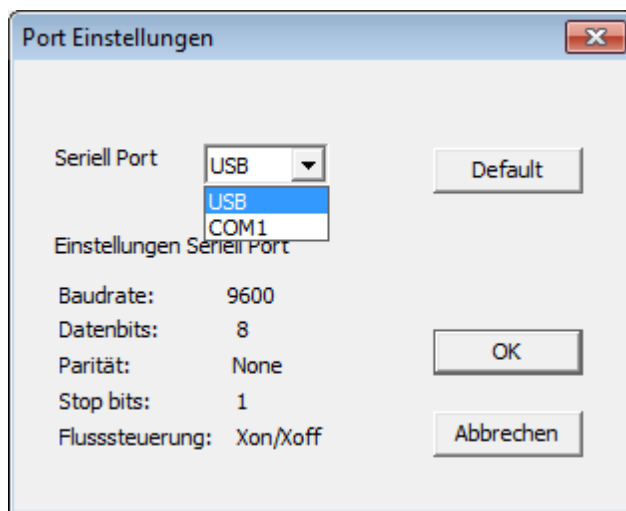 Port Einstellungen
Seriell Port USB Default
USB
COM1
Einstellungen Seriell Port
Baudrate: 9600
Datenbits: 8
Parität: None
OK
Stop bits: 1
Flusssteuerung: Xon/Xoff
Abbrechen